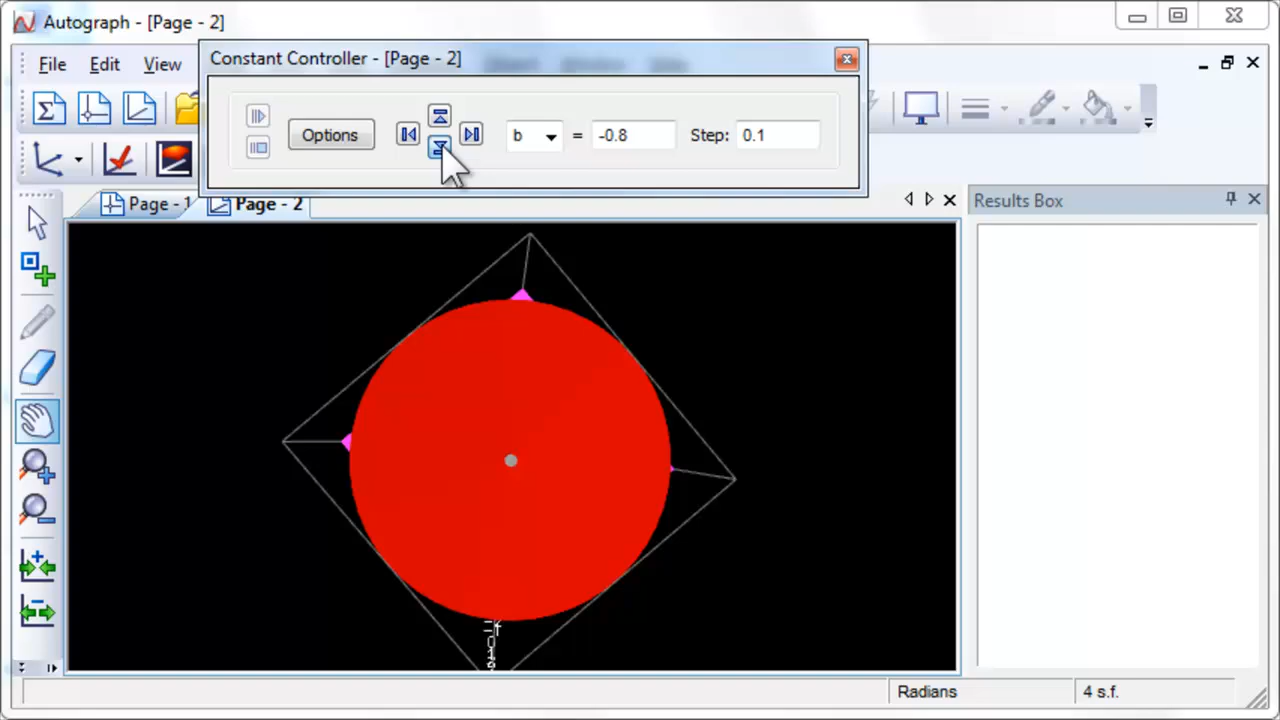 Autograph - [Page - 2]
Constant Controller - [Page - 2]
File Edit View
Options b = -0.8 Step: 0.1
Page - 1 Page - 2
Results Box
Radians 4 s.f.